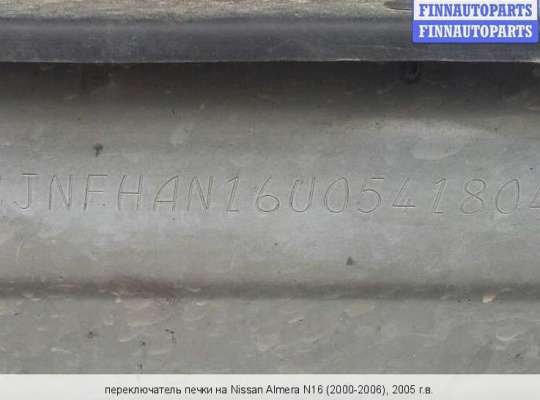 FINNAUTOPARTS
FINNAUTOPARTS
JNFHAN16U0541804
переключатель печки на Nissan Almera N16 (2000-2006), 2005 г.в.